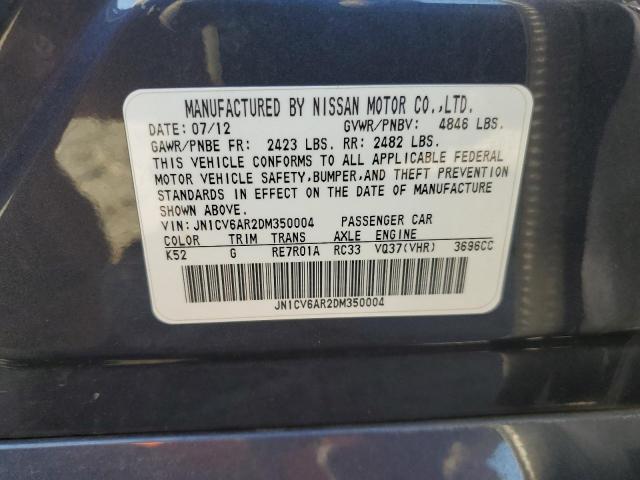 MANUFACTURED BY NISSAN MOTOR CO.,LTD.
DATE: 07/12 GVWR/PNBV: 4846 LBS.
GAWR/PNBE FR: 2423 LBS. RR: 2482 LBS.
THIS VEHICLE CONFORMS TO ALL APPLICABLE FEDERAL
MOTOR VEHICLE SAFETY,BUMPER,AND THEFT PREVENTION
STANDARDS IN EFFECT ON THE DATE OF MANUFACTURE
SHOWN ABOVE.
VIN: JN1CV6AR2DM350004 PASSENGER CAR
COLOR TRIM TRANS AXLE ENGINE
K52 G RE7R01A RC33 VQ37(VHR) 3696CC
JN1CV6AR2DM350004